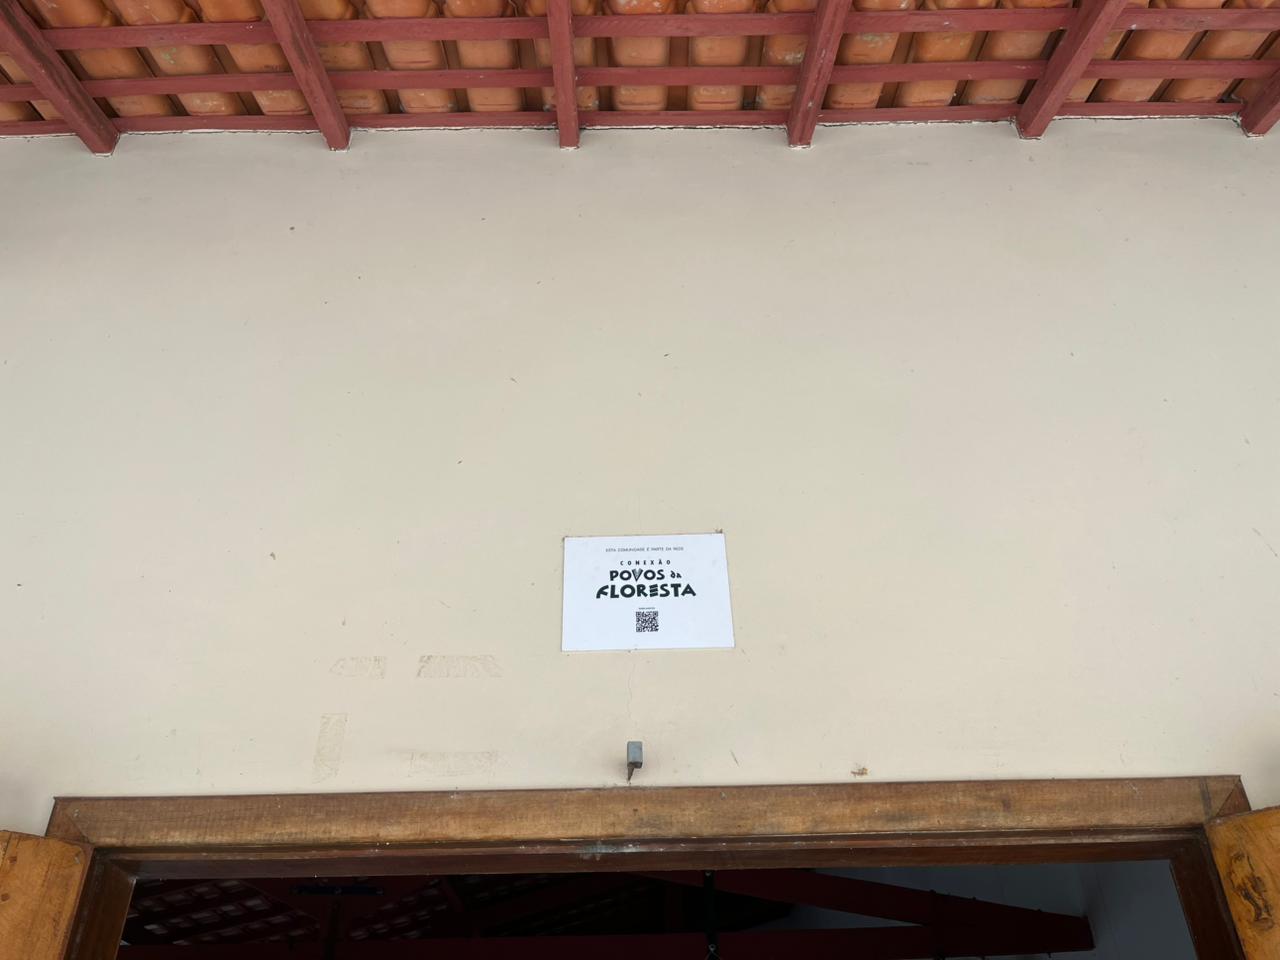 ESTA COMUNIDADE É PARTE DA REDE
CONEXÃO
POVOS da
FLORESTA